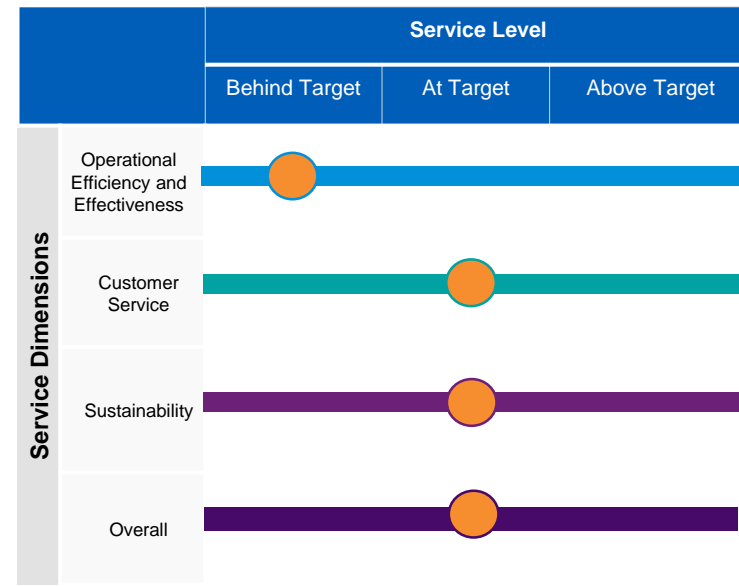 Service Level
Behind Target
At Target
Above Target
Service Dimensions
Operational
Efficiency and
Effectiveness
Customer
Service
Sustainability
Overall